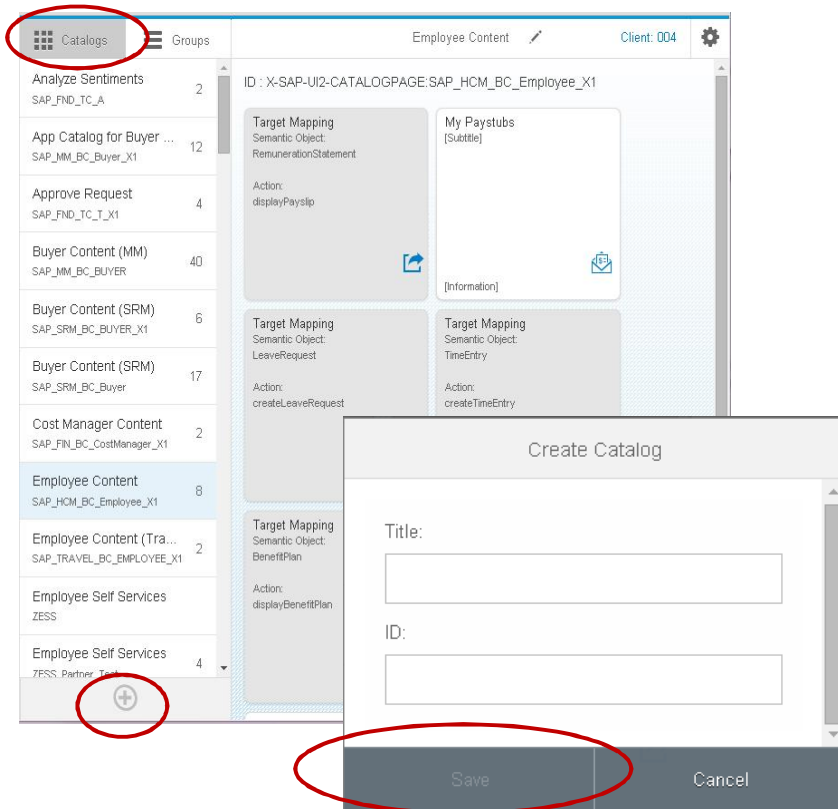 Catalogs
Groups
Employee Content
Client: 004
Analyze Sentiments
2
SAP_FND_TC_A
App Catalog for Buyer ...
12
SAP_MM_BC_Buyer_X1
Approve Request
4
SAP_FND_TC_T_X1
Buyer Content (MM)
40
SAP_MM_BC_BUYER
Buyer Content (SRM)
6
SAP_SRM_BC_BUYER_X1
Buyer Content (SRM)
17
SAP_SRM_BC_Buyer
Cost Manager Content
2
SAP_FIN_BC_CostManager_X1
Employee Content
8
SAP_HCM_BC_Employee_X1
Employee Content (Tra...
2
SAP_TRAVEL_BC_EMPLOYEE_X1
Employee Self Services
ZESS
Employee Self Services
4
ZESS_Partner_Test
ID : X-SAP-UI2-CATALOGPAGE:SAP_HCM_BC_Employee_X1
Target Mapping
Semantic Object:
RemunerationStatement
Action:
displayPayslip
My Paystubs
[Subtitle]
[Information]
Target Mapping
Semantic Object:
LeaveRequest
Action:
createLeaveRequest
Target Mapping
Semantic Object:
TimeEntry
Action:
createTimeEntry
Target Mapping
Semantic Object:
BenefitPlan
Action:
displayBenefitPlan
Create Catalog
Title:
ID:
Save
Cancel